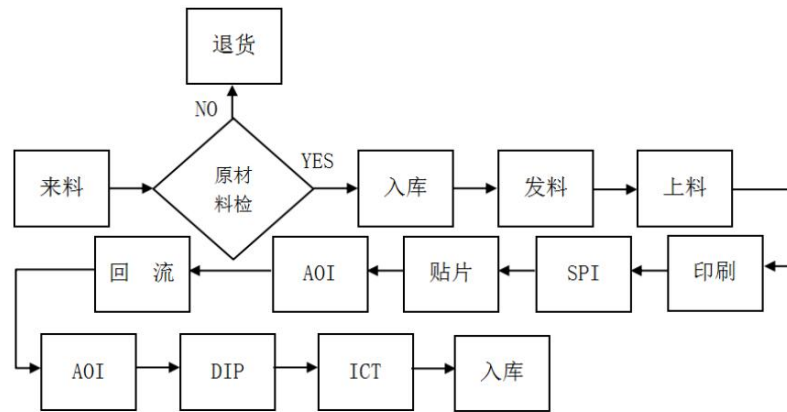 退货
NO
YES
来料
原材
料检
入库
发料
上料
回 流
AOI
贴片
SPI
印刷
AOI
DIP
ICT
入库